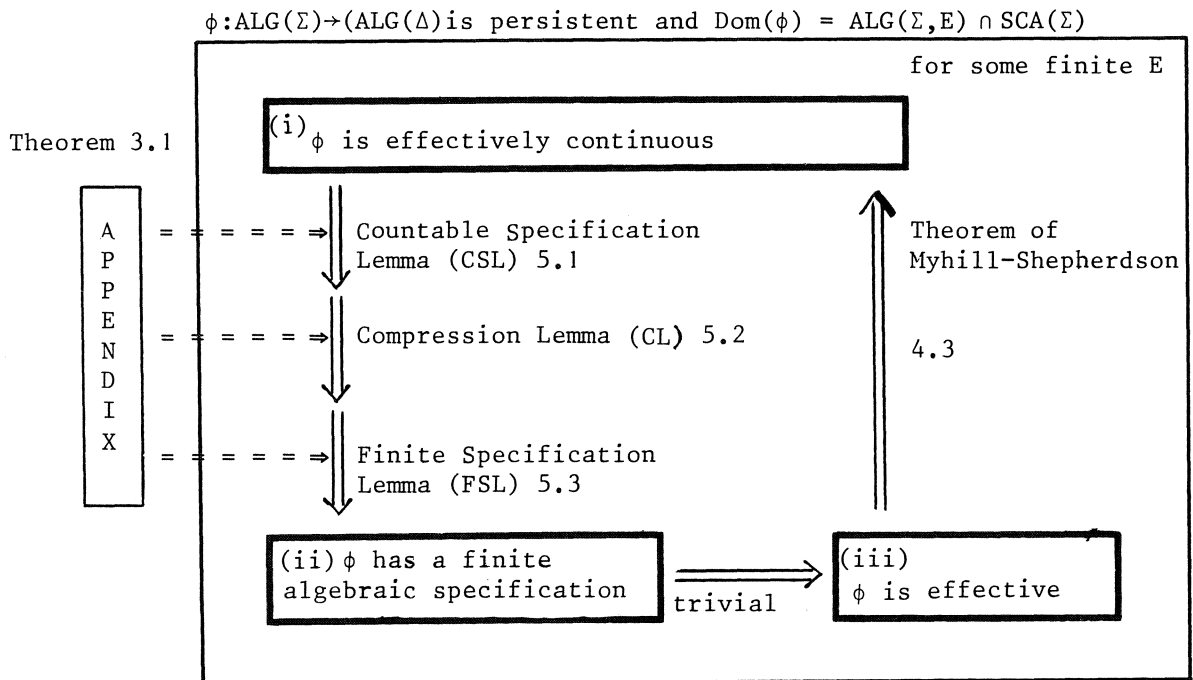 ϕ:ALG(Σ)→(ALG(Δ)is persistent and Dom(ϕ) = ALG(Σ,E) ∩ SCA(Σ)
for some finite E
Theorem 3.1
(i) ϕ is effectively continuous
APPENDIX
Countable Specification
Lemma (CSL) 5.1
Compression Lemma (CL) 5.2
Finite Specification
Lemma (FSL) 5.3
Theorem of
Myhill-Shepherdson
4.3
(ii) ϕ has a finite
algebraic specification
trivial
(iii)
ϕ is effective